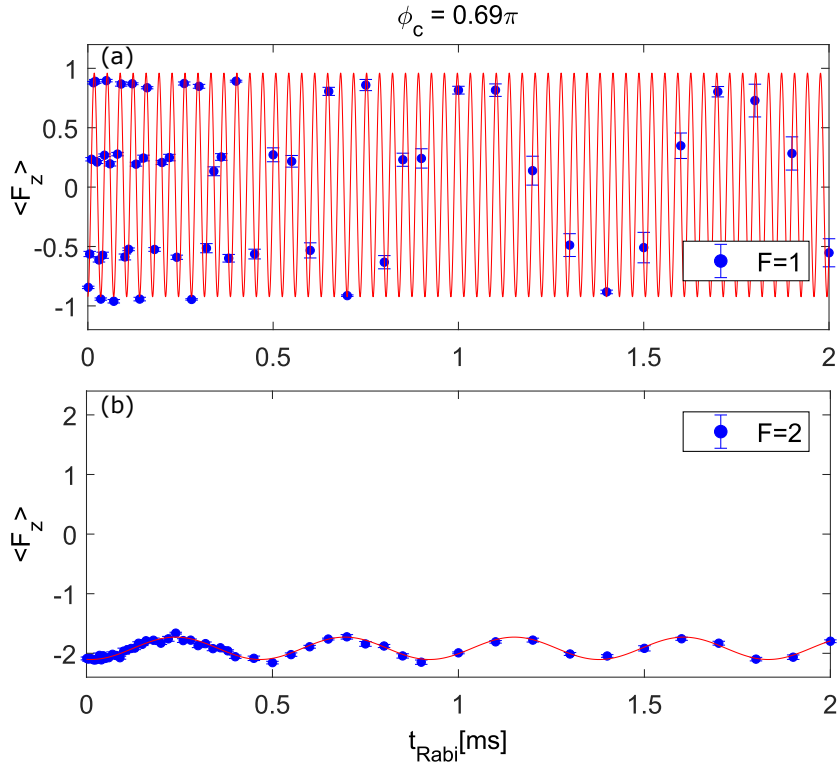 ϕ_c = 0.69π
(a)
1
0.5
0
-0.5
-1
<F_z>
F=1
0 0.5 1 1.5 2
(b)
2
1
0
-1
-2
<F_z>
F=2
0 0.5 1 1.5 2
t_Rabi[ms]